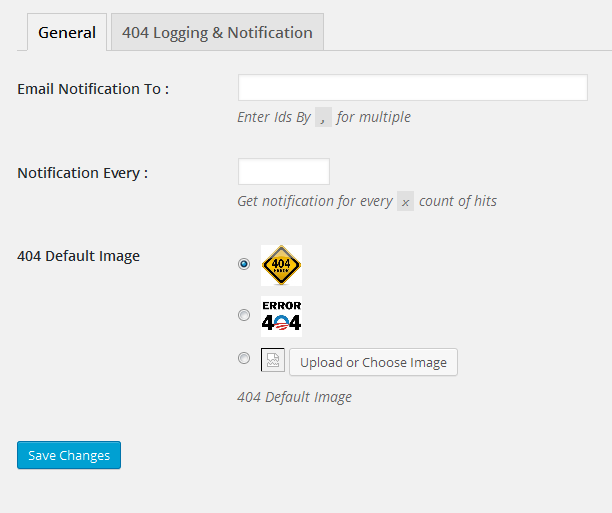 General
404 Logging & Notification
Email Notification To :
Enter Ids By , for multiple
Notification Every :
Get notification for every x count of hits
404 Default Image
404
ERROR
ERROR
404
Upload or Choose Image
404 Default Image
Save Changes